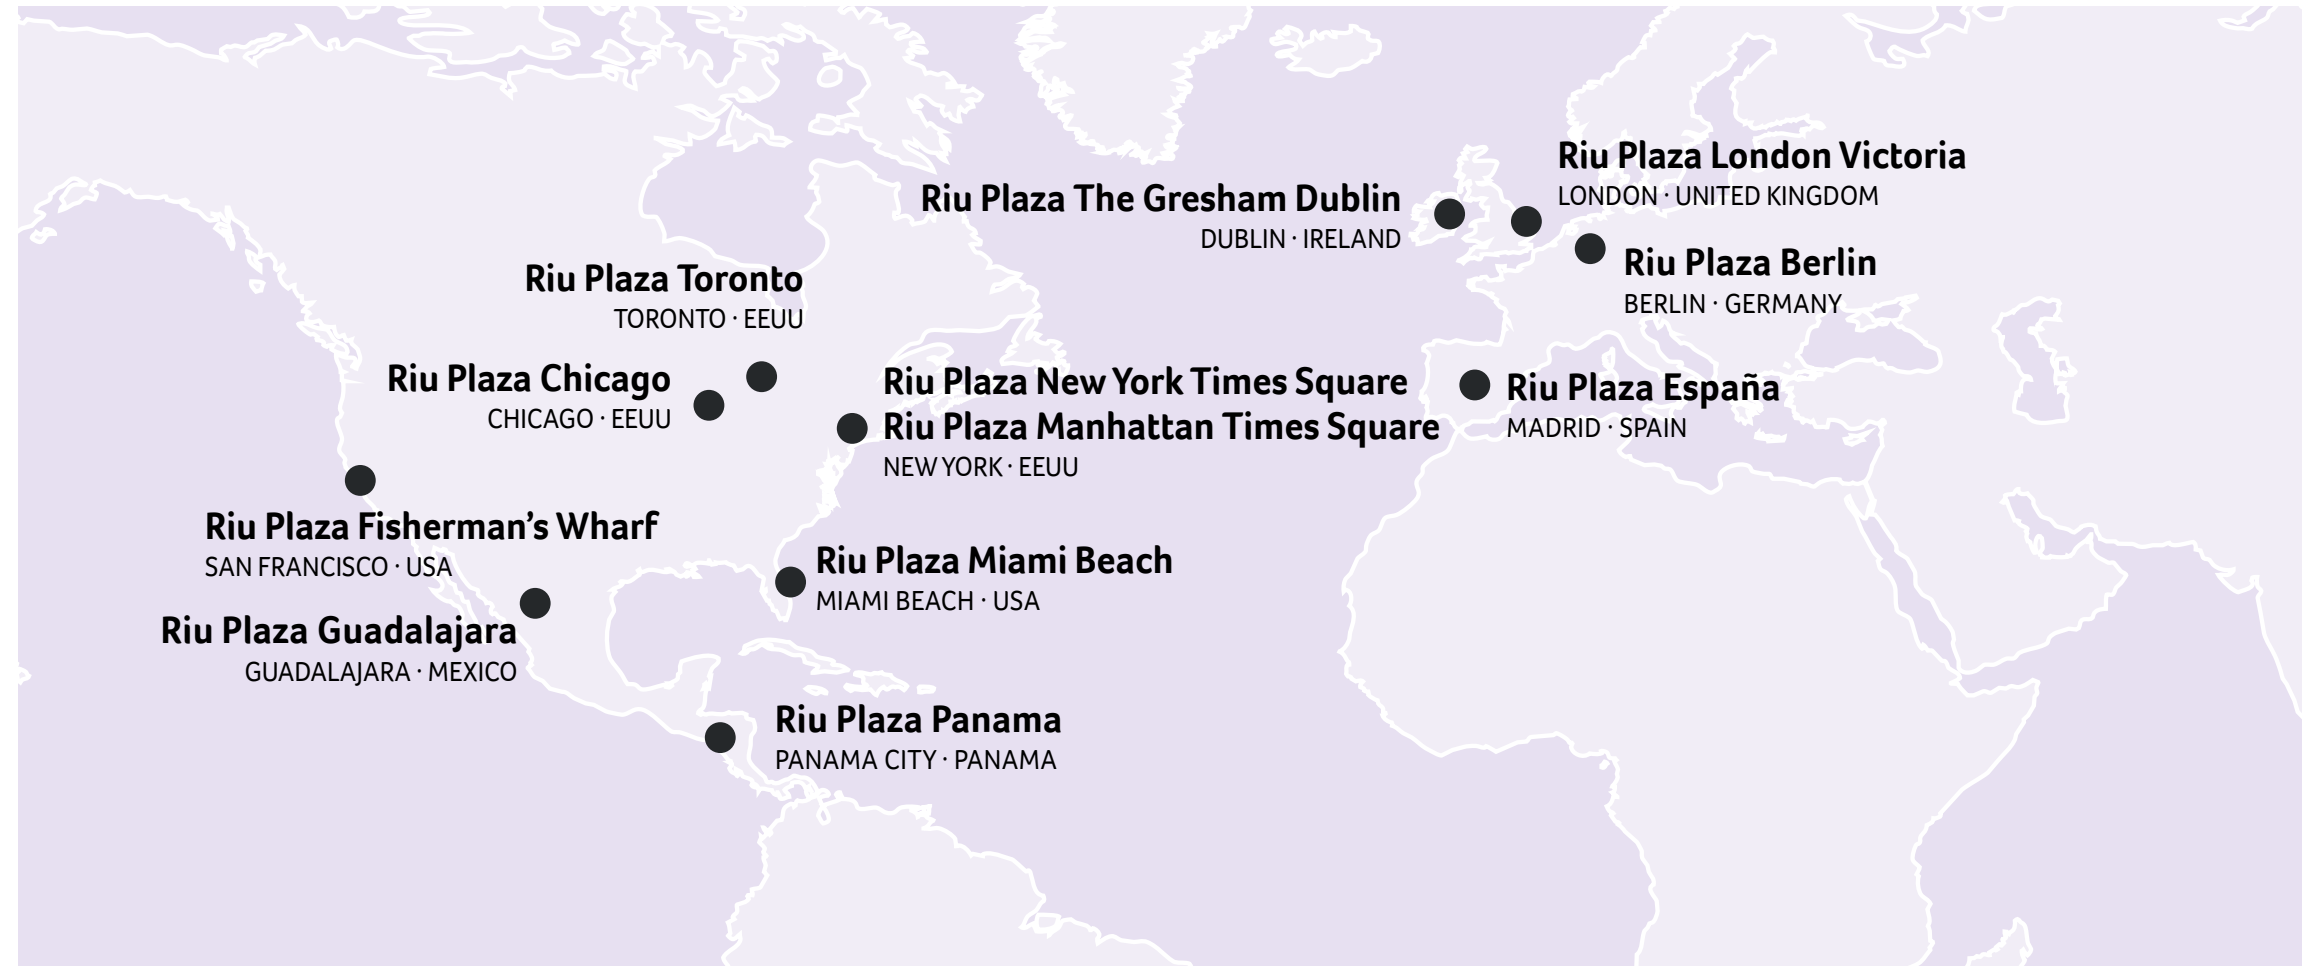 Riu Plaza London Victoria
LONDON · UNITED KINGDOM
Riu Plaza The Gresham Dublin
DUBLIN · IRELAND
Riu Plaza Berlin
BERLIN · GERMANY
Riu Plaza Toronto
TORONTO · EEUU
Riu Plaza Chicago
CHICAGO · EEUU
Riu Plaza New York Times Square
Riu Plaza Manhattan Times Square
NEW YORK · EEUU
Riu Plaza España
MADRID · SPAIN
Riu Plaza Fisherman’s Wharf
SAN FRANCISCO · USA
Riu Plaza Miami Beach
MIAMI BEACH · USA
Riu Plaza Guadalajara
GUADALAJARA · MEXICO
Riu Plaza Panama
PANAMA CITY · PANAMA